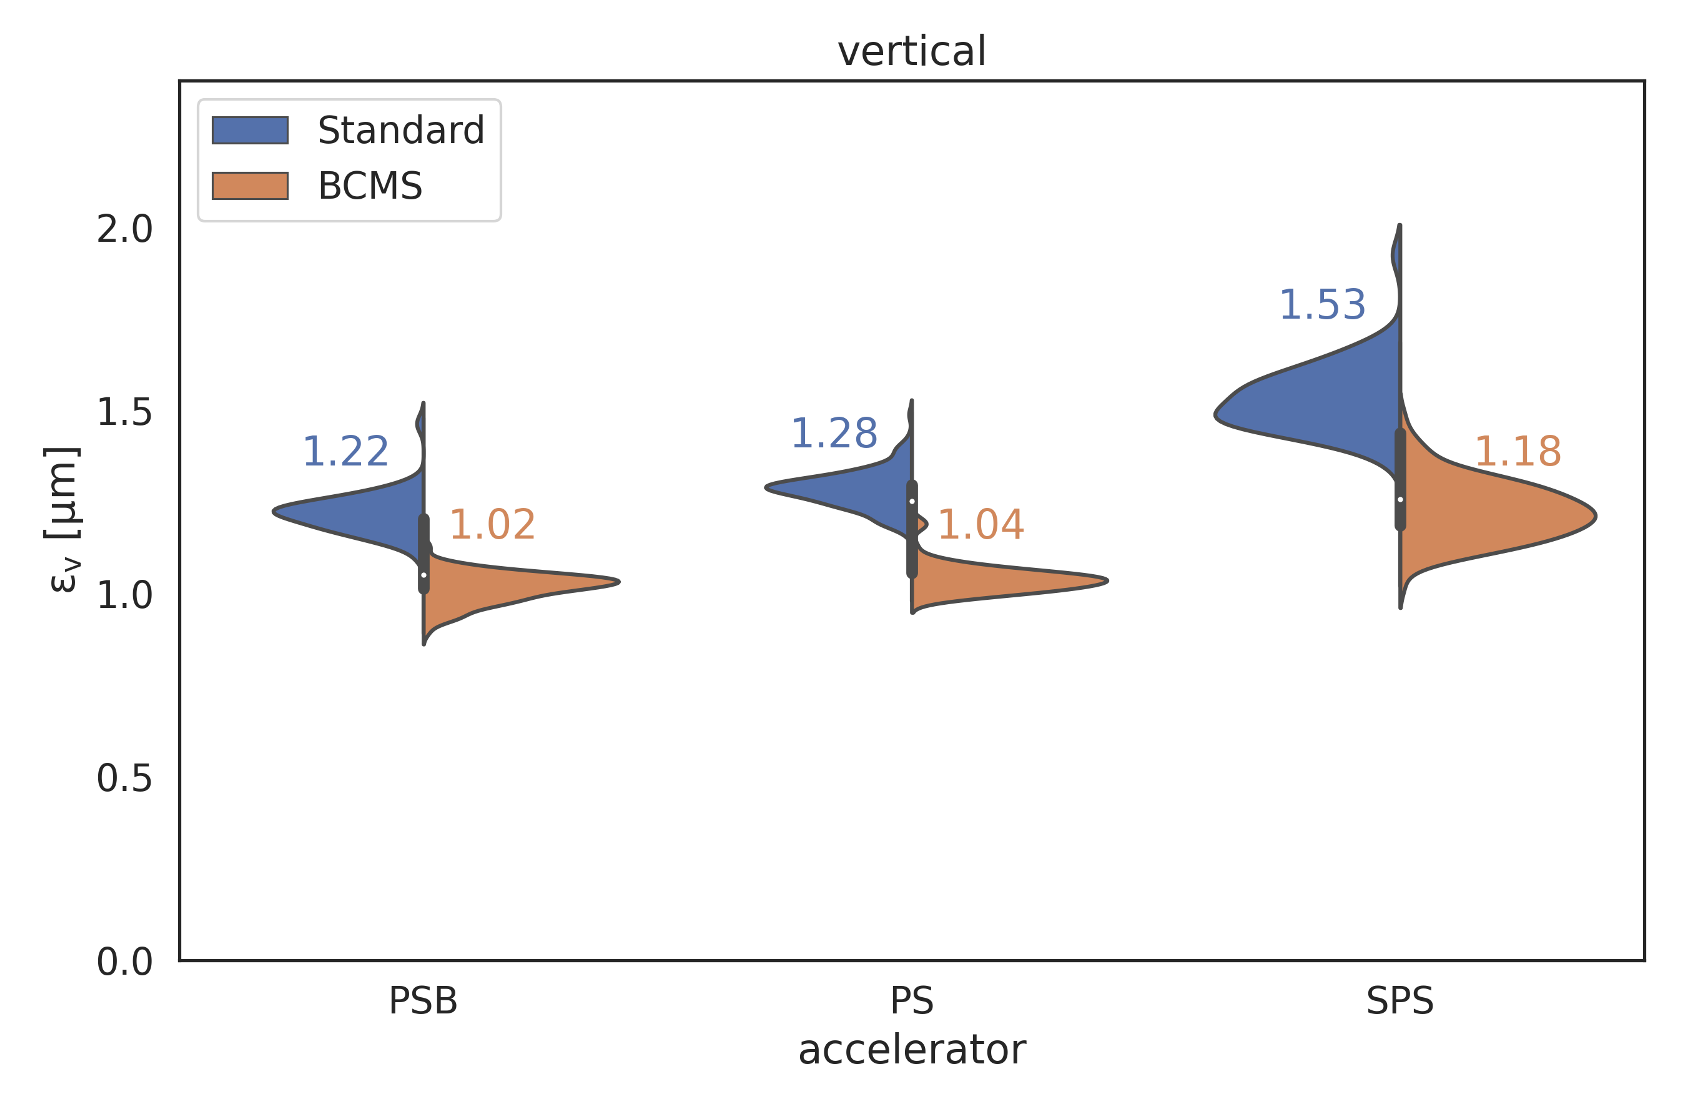 vertical
Standard
BCMS
2.0
1.5
1.0
0.5
0.0
εv [μm]
1.22
1.02
1.28
1.04
1.53
1.18
PSB
PS
SPS
accelerator